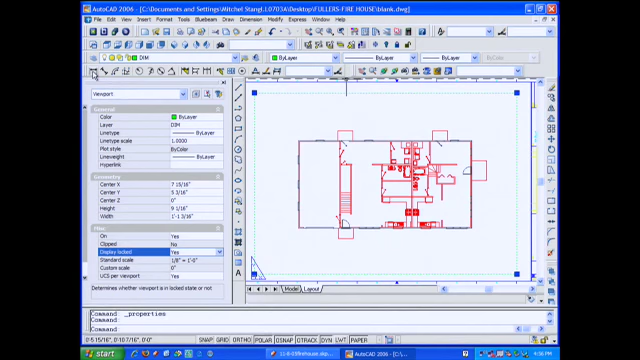 AutoCAD 2006 - [C:\Documents and Settings\Mitchel Stangl.L0703A\Desktop\FULLERS-FIRE HOUSE\blank.dwg]
File Edit View Insert Format Tools Bluebeam Draw Dimension Modify Express Window Help
DIM
ByLayer
Viewport
General
Color ByLayer
Layer DIM
Linetype ByLayer
Linetype scale 1.0000
Plot style ByColor
Lineweight ByLayer
Hyperlink
Geometry
Center X 7 15/16"
Center Y 5 3/16"
Center Z 0"
Height 9 1/16"
Width 1'-1 3/16"
Misc
On Yes
Clipped No
Display locked Yes
Standard scale 1/8" = 1'-0"
Custom scale 0"
UCS per viewport Yes
Determines whether viewport is in locked state or not
Model Layout
Command _properties
Command
Command
SNAP GRID ORTHO POLAR OSNAP OTRACK DYN LWT PAPER
start
AutoCAD 2006 - [C:\...
4:56 PM